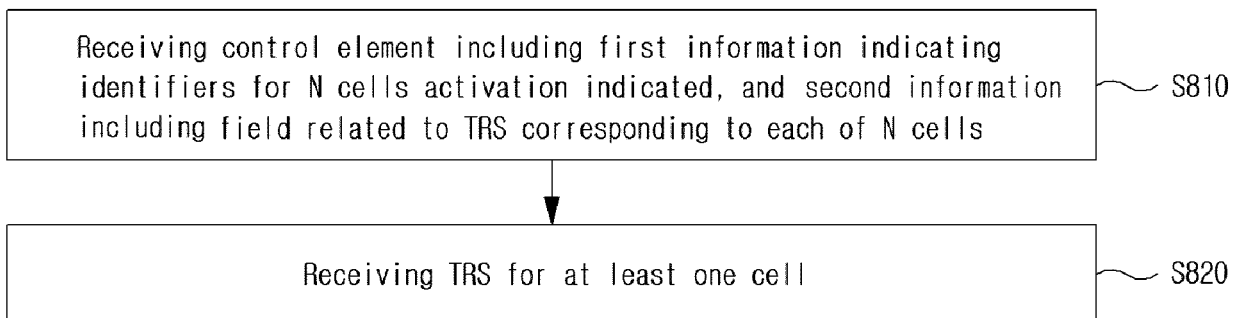 Receiving control element including first information indicating
identifiers for N cells activation indicated, and second information
including field related to TRS corresponding to each of N cells
S810
Receiving TRS for at least one cell
S820